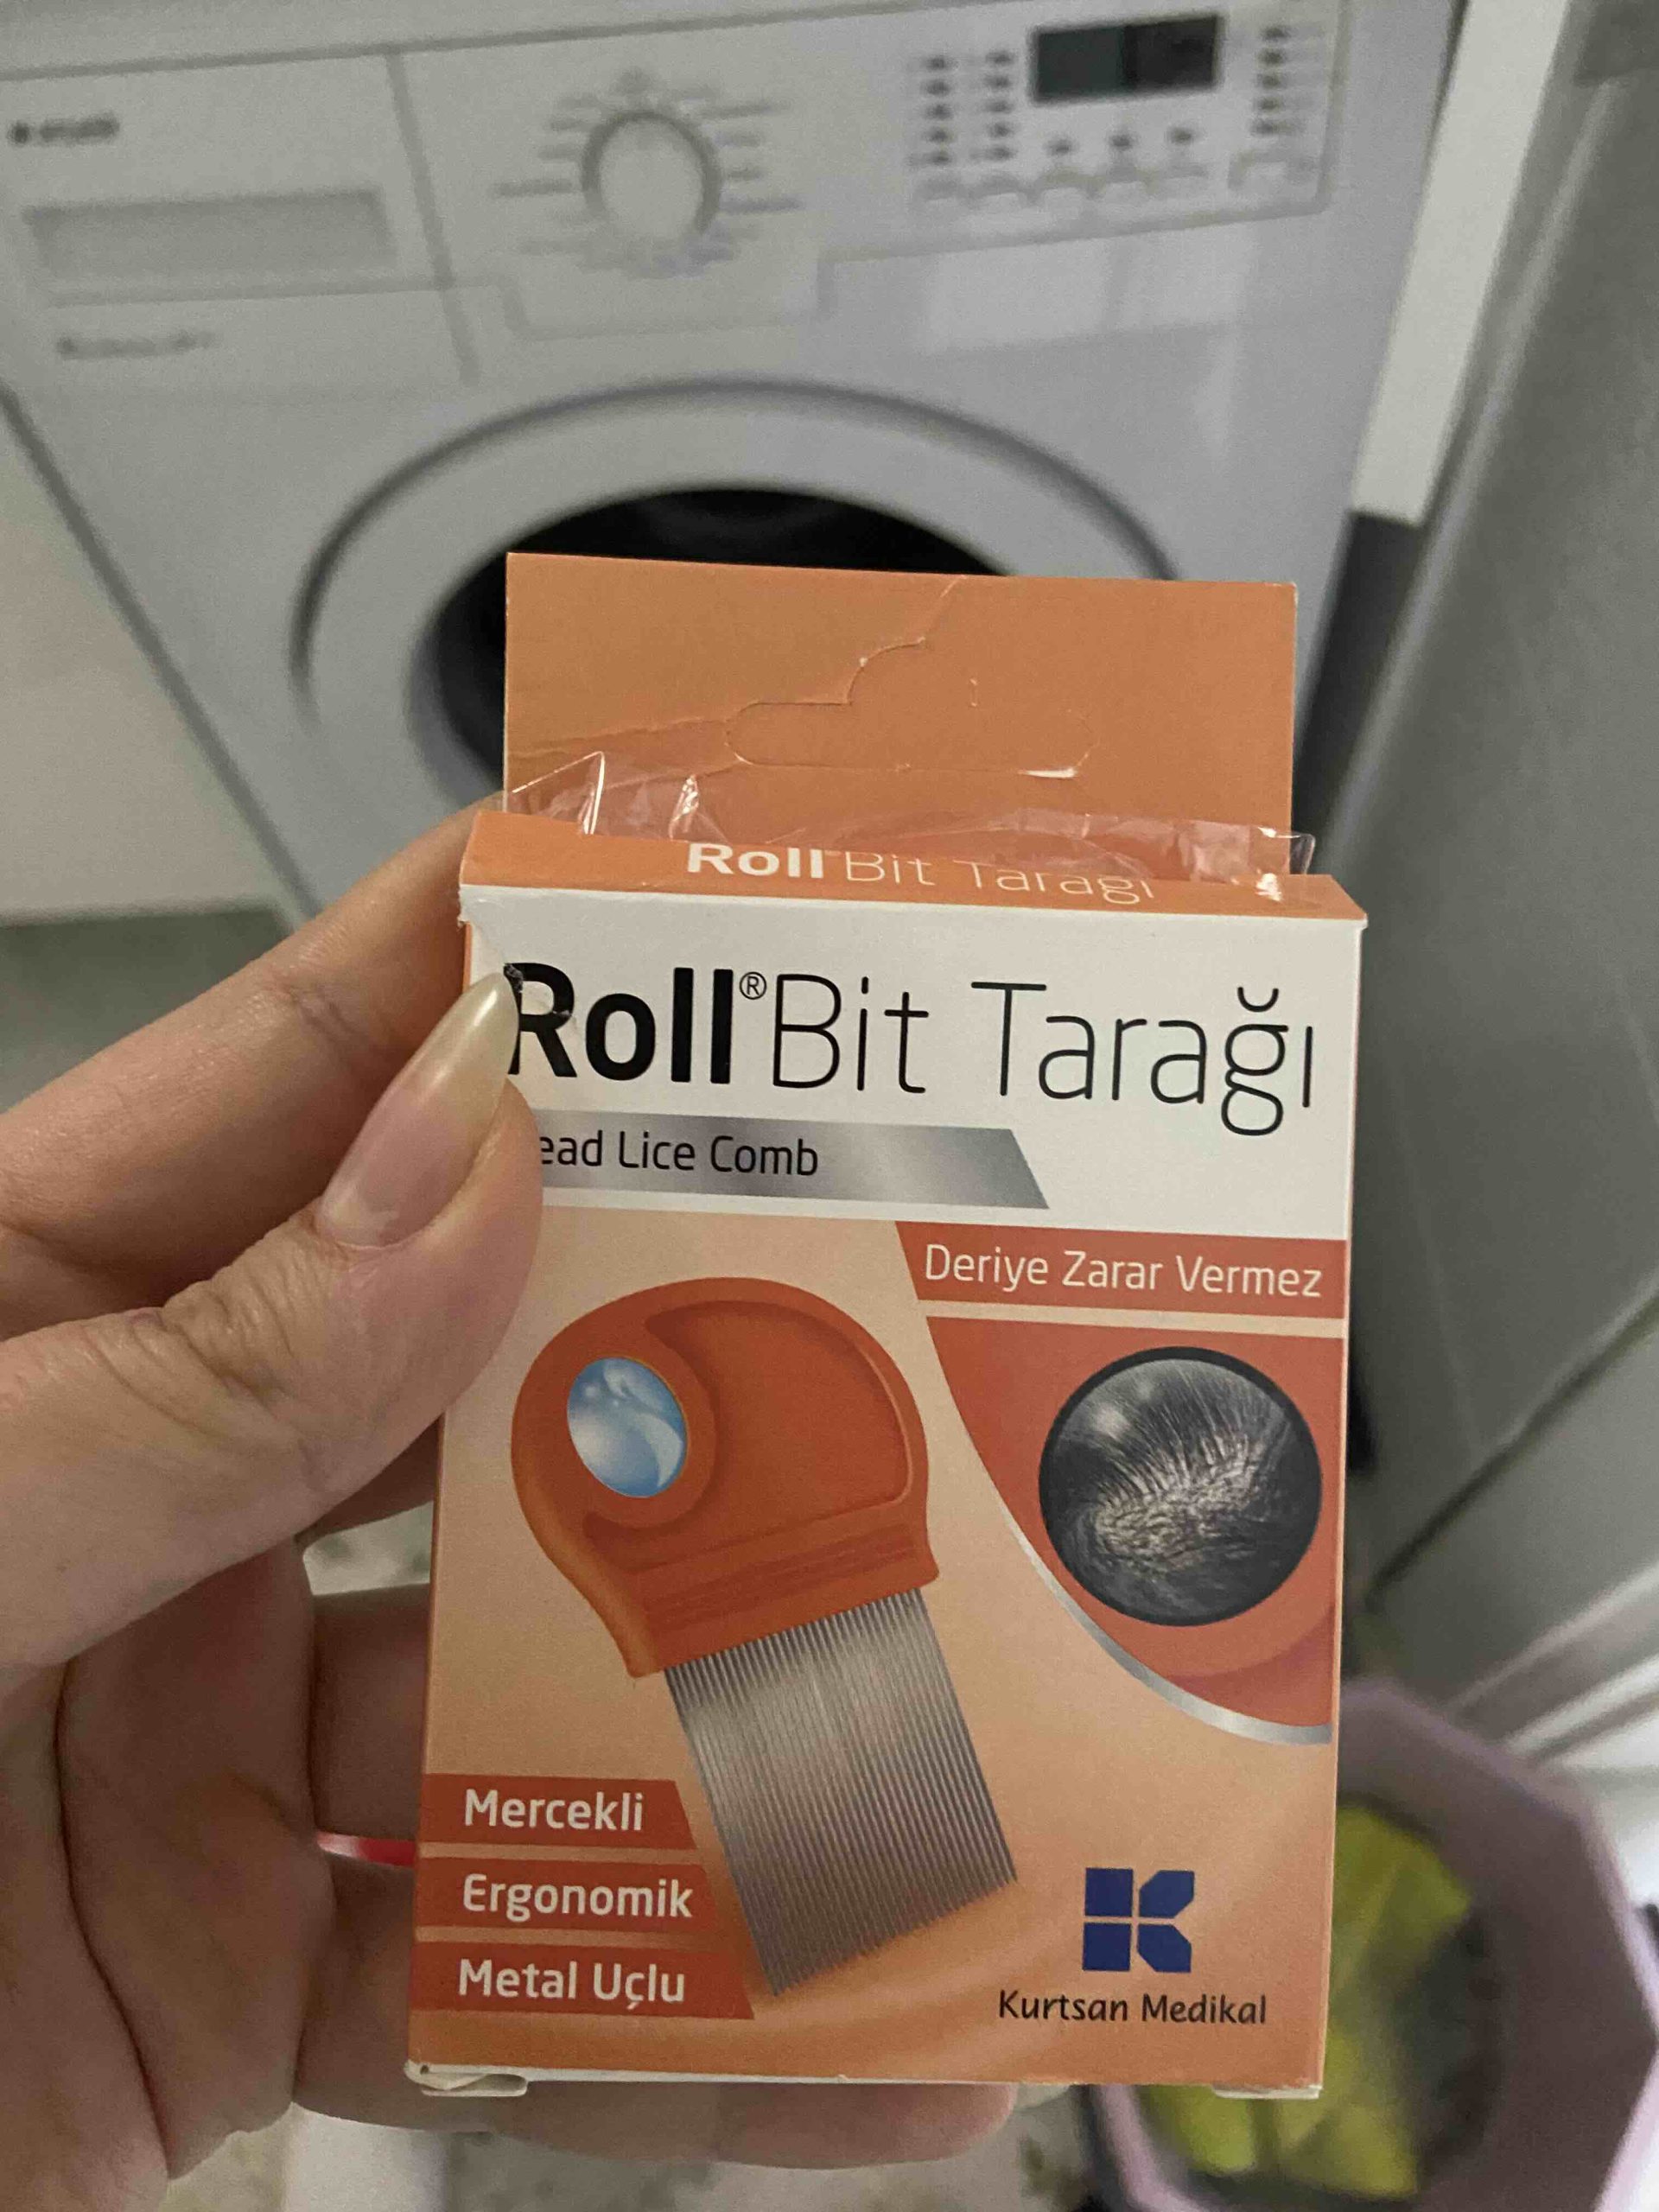 Roll Bit Tarağı
Roll® Bit Tarağı
ead Lice Comb
Deriye Zarar Vermez
Mercekli
Ergonomik
Metal Uçlu
Kurtsan Medikal